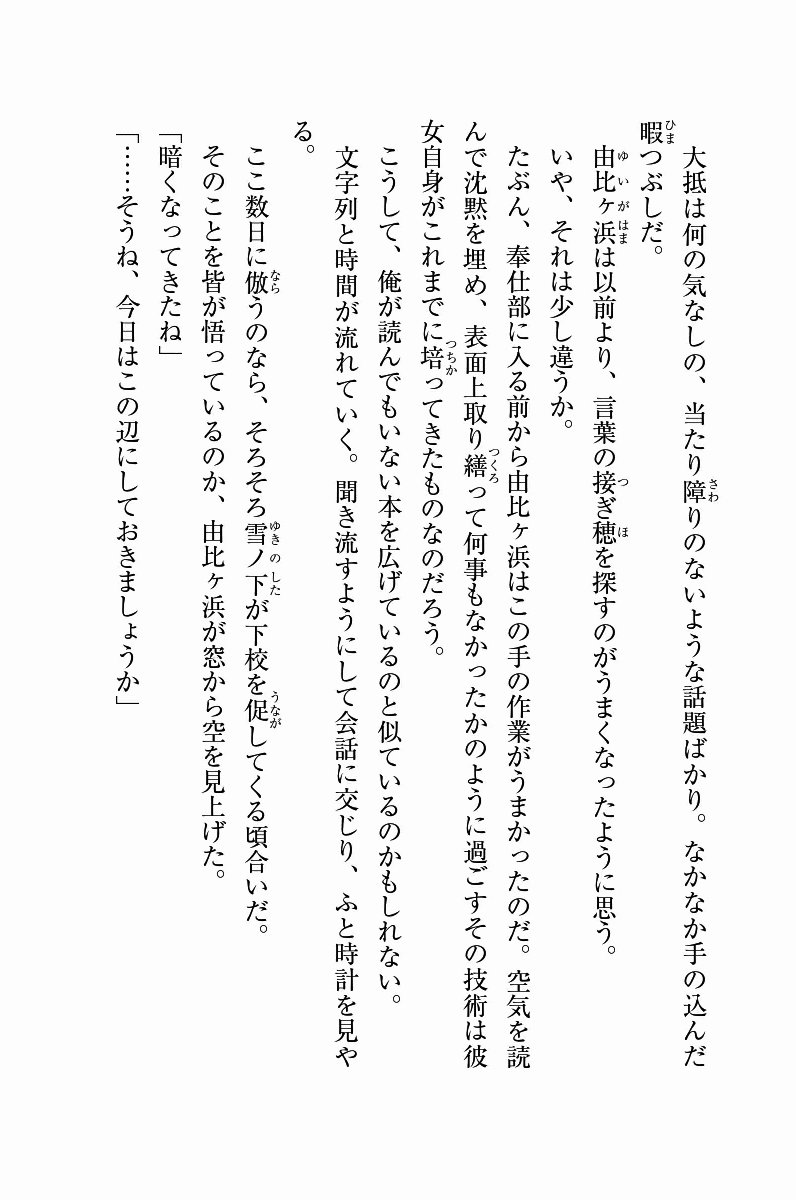 大抵は何の気なしの、当たり障りのないような話題ばかり。なかなか手の込んだ
暇つぶしだ。
由比ヶ浜は以前より、言葉の接ぎ穂を探すのがうまくなったように思う。
いや、それは少し違うか。
たぶん、奉仕部に入る前から由比ヶ浜はこの手の作業がうまかったのだ。空気を読
んで沈黙を埋め、表面上取り繕って何事もなかったかのように過ごすその技術は彼
女自身がこれまでに培ってきたものなのだろう。
こうして、俺が読んでもいない本を広げているのと似ているのかもしれない。
文字列と時間が流れていく。聞き流すようにして会話に交じり、ふと時計を見や
る。
ここ数日に倣うのなら、そろそろ雪ノ下が下校を促してくる頃合いだ。
そのことを皆が悟っているのか、由比ヶ浜が窓から空を見上げた。
「暗くなってきたね」
「……そうね、今日はこの辺にしておきましょうか」